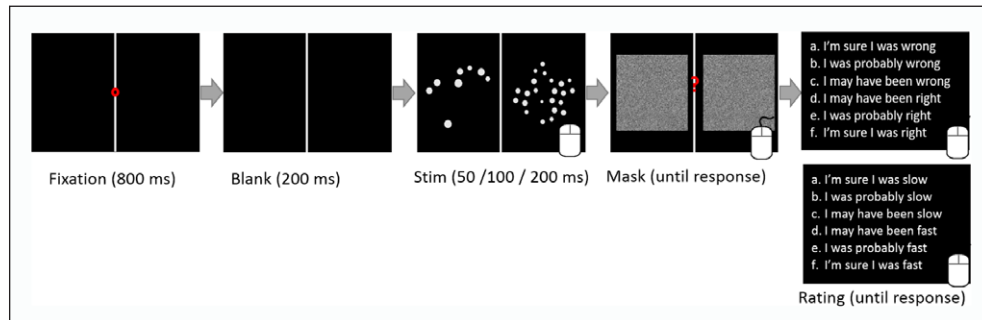 Fixation (800 ms)
Blank (200 ms)
Stim (50 /100 / 200 ms)
?
Mask (until response)
a. I'm sure I was wrong
b. I was probably wrong
c. I may have been wrong
d. I may have been right
e. I was probably right
f. I'm sure I was right
a. I'm sure I was slow
b. I was probably slow
c. I may have been slow
d. I may have been fast
e. I was probably fast
f. I'm sure I was fast
Rating (until response)